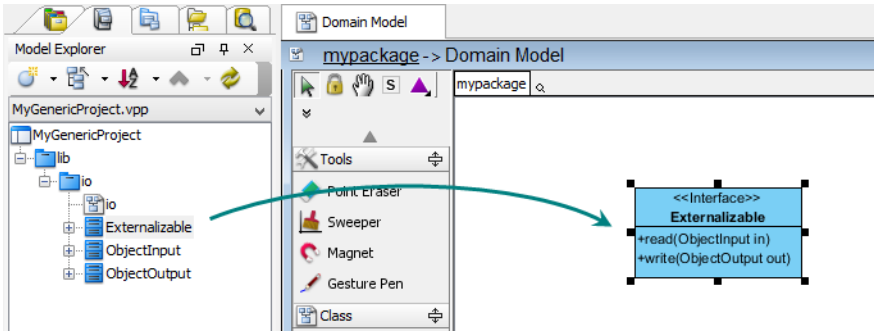 Domain Model
Model Explorer
mypackage -> Domain Model
S
mypackage
MyGenericProject.vpp
MyGenericProject
lib
io
io
Externalizable
ObjectInput
ObjectOutput
Tools
Point Eraser
Sweeper
Magnet
Gesture Pen
Class
<<Interface>>
Externalizable
+read(ObjectInput in)
+write(ObjectOutput out)